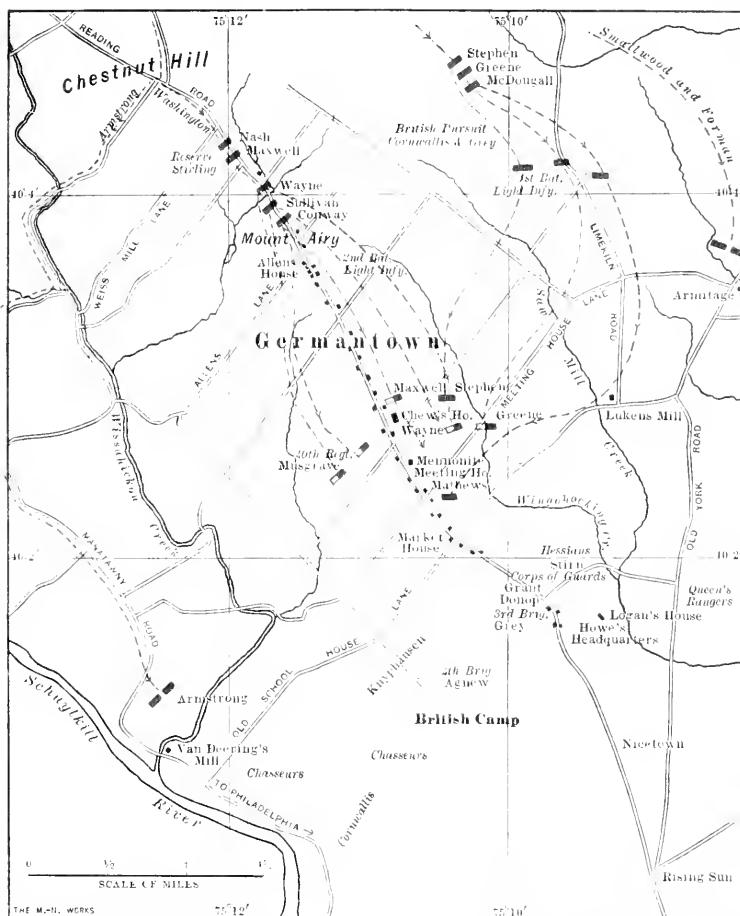 75°12'
75°10'
READING
Chestnut Hill
ROAD
Armstrong
Washington
Nash
Maxwell
Reserve
Stirling
Wayne
Sullivan
Conway
Mount Airy
Allens
House
2nd Bat.
Light Infy.
Stephen
Greene
McDougall
Smallwood and Forman
British Pursuit
Cornwallis & Grey
1st Bat.
Light Infy.
40°4'
40°4'
WEISS MILL LANE
ALLENS LANE
LIMEKILN
ROAD
LANE
Armitage
Germantown
Saw Mill Creek
MEETING HOUSE
Maxwell
Stephen
Chew's Ho.
Wayne
Greene
Lukens Mill
40th Regt.
Musgrave
Mennonite
Meeting Ho.
Mathews
Wissahickon Creek
Wingohocking Cr.
OLD YORK ROAD
MANATAWNY ROAD
40°2'
40°2'
Market
House
Hessians
Stirn
Corps of Guards
Grant
Donop
3rd Brig.
Grey
Queen's
Rangers
Logan's House
Howe's
Headquarters
OLD SCHOOL HOUSE LANE
Knyphausen
4th Brig
Agnew
Armstrong
British Camp
Van Deering's
Mill
Nicetown
Chasseurs
Chasseurs
Schuylkill
River
TO PHILADELPHIA
Cornwallis
0 ½ 1
SCALE OF MILES
Rising Sun
THE M.-N. WORKS
75°12'
75°10'